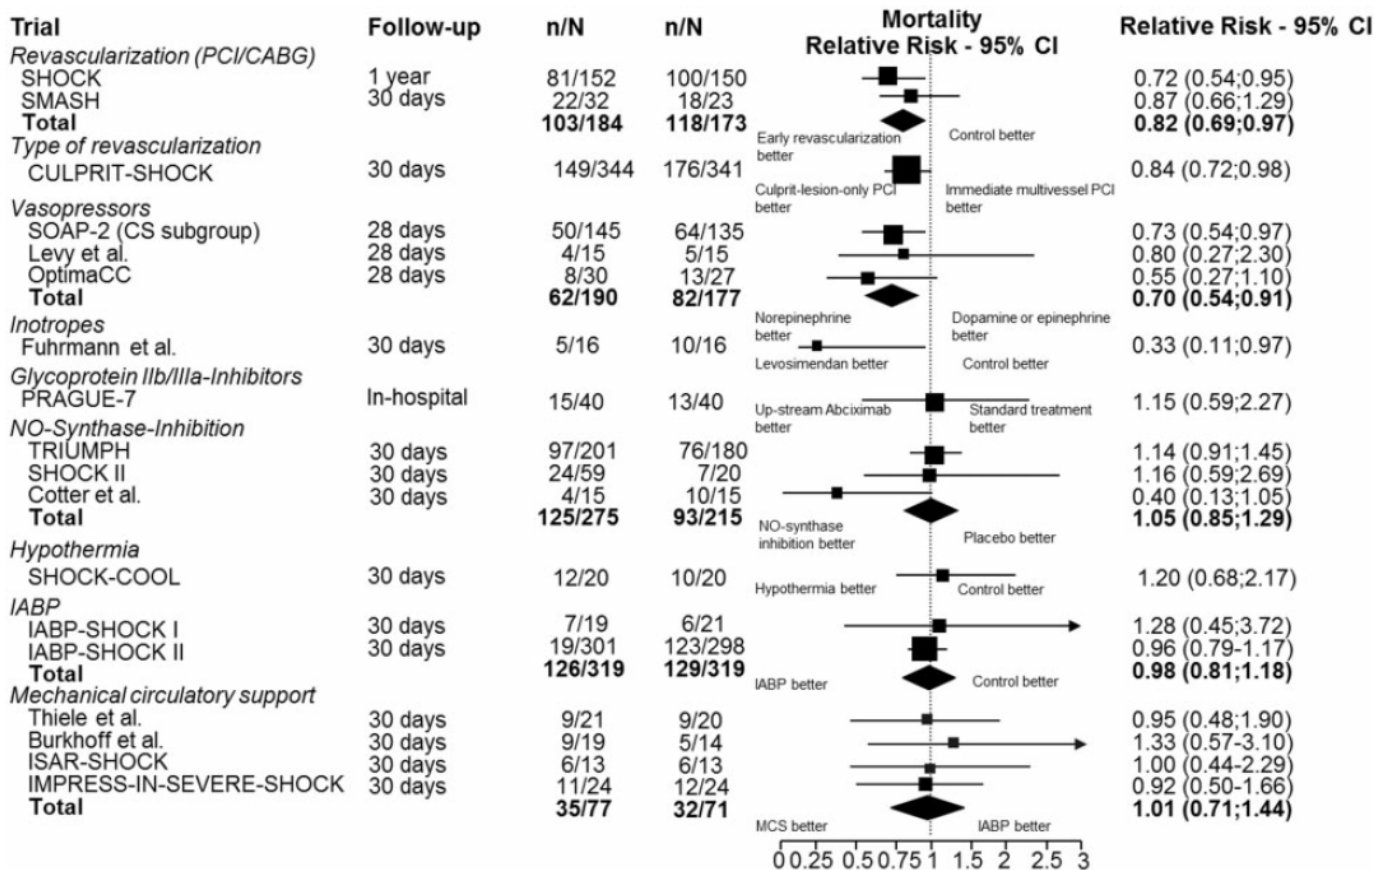 Trial Follow-up n/N n/N Mortality Relative Risk - 95% CI Relative Risk - 95% CI
Revascularization (PCI/CABG)
SHOCK 1 year 81/152 100/150 0.72 (0.54;0.95)
SMASH 30 days 22/32 18/23 0.87 (0.66;1.29)
Total 103/184 118/173 0.82 (0.69;0.97)
Early revascularization better Control better
Type of revascularization
CULPRIT-SHOCK 30 days 149/344 176/341 0.84 (0.72;0.98)
Culprit-lesion-only PCI better Immediate multivessel PCI better
Vasopressors
SOAP-2 (CS subgroup) 28 days 50/145 64/135 0.73 (0.54;0.97)
Levy et al. 28 days 4/15 5/15 0.80 (0.27;2.30)
OptimaCC 28 days 8/30 13/27 0.55 (0.27;1.10)
Total 62/190 82/177 0.70 (0.54;0.91)
Norepinephrine better Dopamine or epinephrine better
Inotropes
Fuhrmann et al. 30 days 5/16 10/16 0.33 (0.11;0.97)
Levosimendan better Control better
Glycoprotein IIb/IIIa-Inhibitors
PRAGUE-7 In-hospital 15/40 13/40 1.15 (0.59;2.27)
Up-stream Abciximab better Standard treatment better
NO-Synthase-Inhibition
TRIUMPH 30 days 97/201 76/180 1.14 (0.91;1.45)
SHOCK II 30 days 24/59 7/20 1.16 (0.59;2.69)
Cotter et al. 30 days 4/15 10/15 0.40 (0.13;1.05)
Total 125/275 93/215 1.05 (0.85;1.29)
NO-synthase inhibition better Placebo better
Hypothermia
SHOCK-COOL 30 days 12/20 10/20 1.20 (0.68;2.17)
Hypothermia better Control better
IABP
IABP-SHOCK I 30 days 7/19 6/21 1.28 (0.45;3.72)
IABP-SHOCK II 30 days 19/301 123/298 0.96 (0.79-1.17)
Total 126/319 129/319 0.98 (0.81;1.18)
IABP better Control better
Mechanical circulatory support
Thiele et al. 30 days 9/21 9/20 0.95 (0.48;1.90)
Burkhoff et al. 30 days 9/19 5/14 1.33 (0.57-3.10)
ISAR-SHOCK 30 days 6/13 6/13 1.00 (0.44-2.29)
IMPRESS-IN-SEVERE-SHOCK 30 days 11/24 12/24 0.92 (0.50-1.66)
Total 35/77 32/71 1.01 (0.71;1.44)
MCS better IABP better
0 0.25 0.5 0.75 1 1.5 2 2.5 3